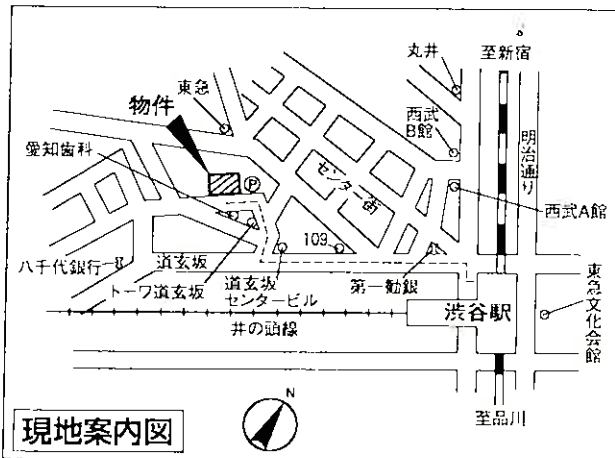 丸井
至新宿
東急
物件
西武
B館
明治通り
愛知歯科
P
センター街
西武A館
109
八千代銀行
道玄坂
トーワ道玄坂
道玄坂
センタービル
第一勧銀
渋谷駅
東急文化会館
井の頭線
至品川
N
現地案内図